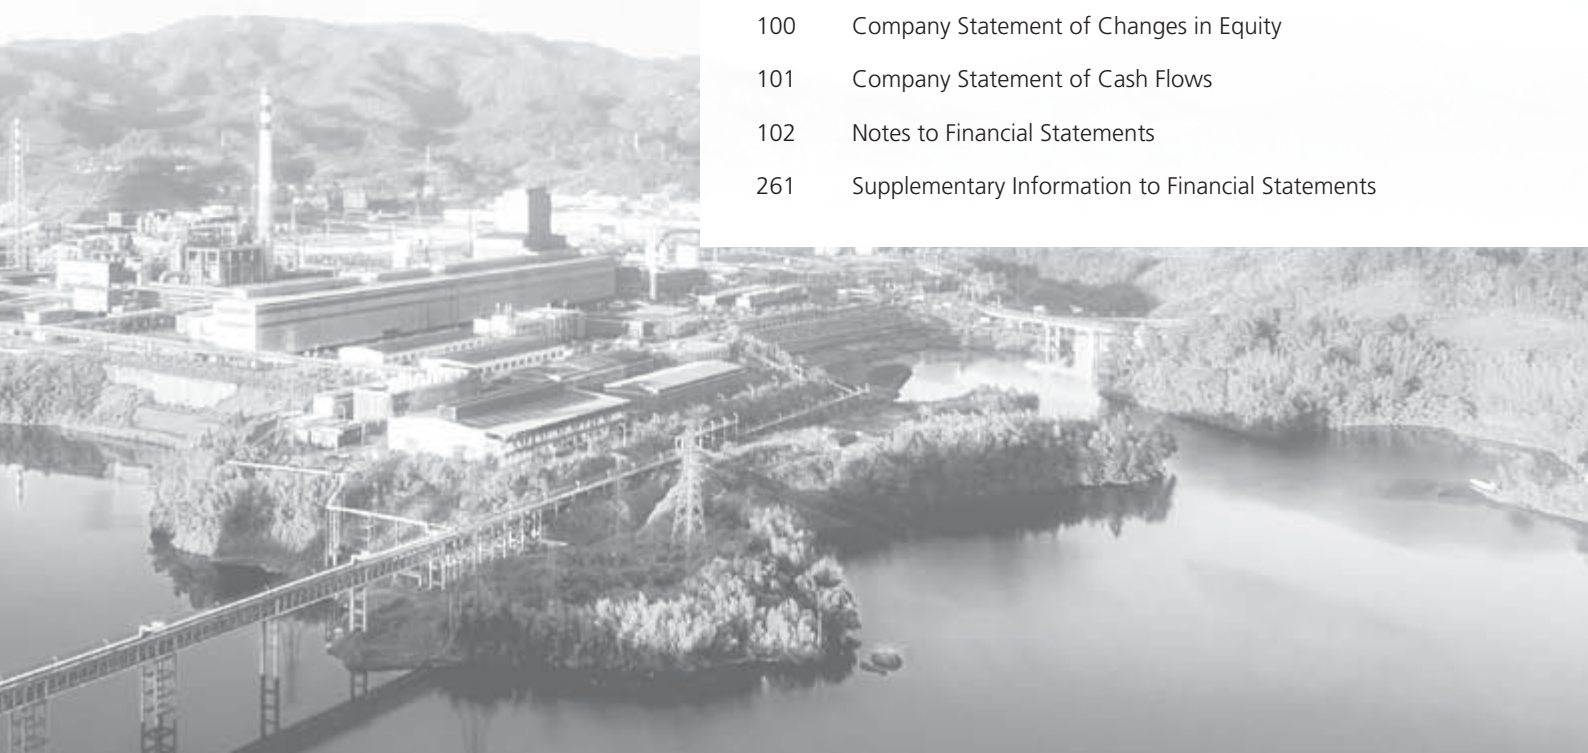 100 Company Statement of Changes in Equity
101 Company Statement of Cash Flows
102 Notes to Financial Statements
261 Supplementary Information to Financial Statements